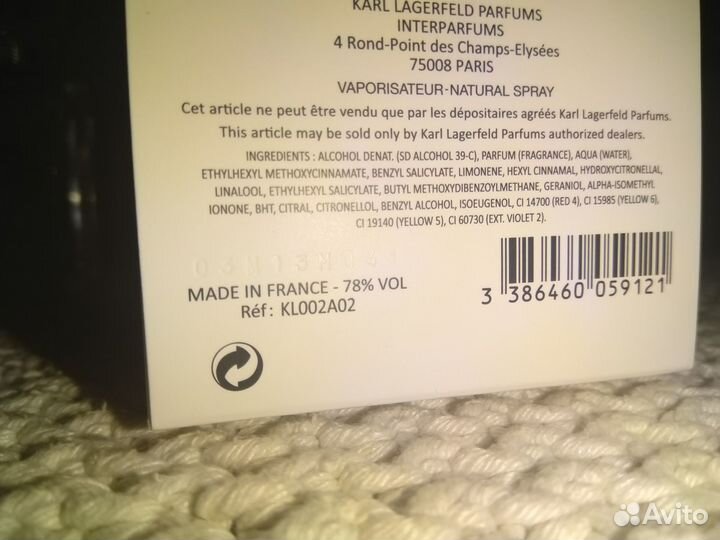 KARL LAGERFELD PARFUMS
INTERPARFUMS
4 Rond-Point des Champs-Elysées
75008 PARIS
VAPORISATEUR-NATURAL SPRAY
Cet article ne peut être vendu que par les dépositaires agréés Karl Lagerfeld Parfums.
This article may be sold only by Karl Lagerfeld Parfums authorized dealers.
INGREDIENTS : ALCOHOL DENAT. (SD ALCOHOL 39-C), PARFUM (FRAGRANCE), AQUA (WATER),
ETHYLHEXYL METHOXYCINNAMATE, BENZYL SALICYLATE, LIMONENE, HEXYL CINNAMAL, HYDROXYCITRONELLAL,
LINALOOL, ETHYLHEXYL SALICYLATE, BUTYL METHOXYDIBENZOYLMETHANE, GERANIOL, ALPHA-ISOMETHYL
IONONE, BHT, CITRAL, CITRONELLOL, BENZYL ALCOHOL, ISOEUGENOL, CI 14700 (RED 4), CI 15985 (YELLOW 6),
CI 19140 (YELLOW 5), CI 60730 (EXT. VIOLET 2).
MADE IN FRANCE - 78% VOL
Réf: KL002A02
3 386460 059121
Avito